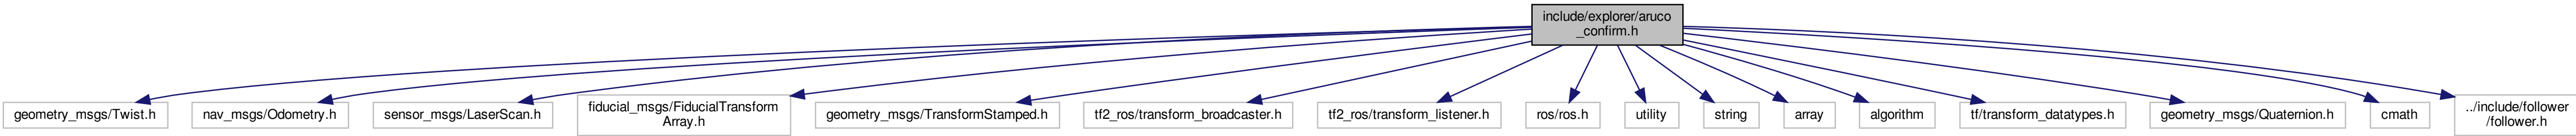 include/explorer/aruco
_confirm.h
geometry_msgs/Twist.h
nav_msgs/Odometry.h
sensor_msgs/LaserScan.h
fiducial_msgs/FiducialTransform
Array.h
geometry_msgs/TransformStamped.h
tf2_ros/transform_broadcaster.h
tf2_ros/transform_listener.h
ros/ros.h
utility
string
array
algorithm
tf/transform_datatypes.h
geometry_msgs/Quaternion.h
cmath
../include/follower
/follower.h